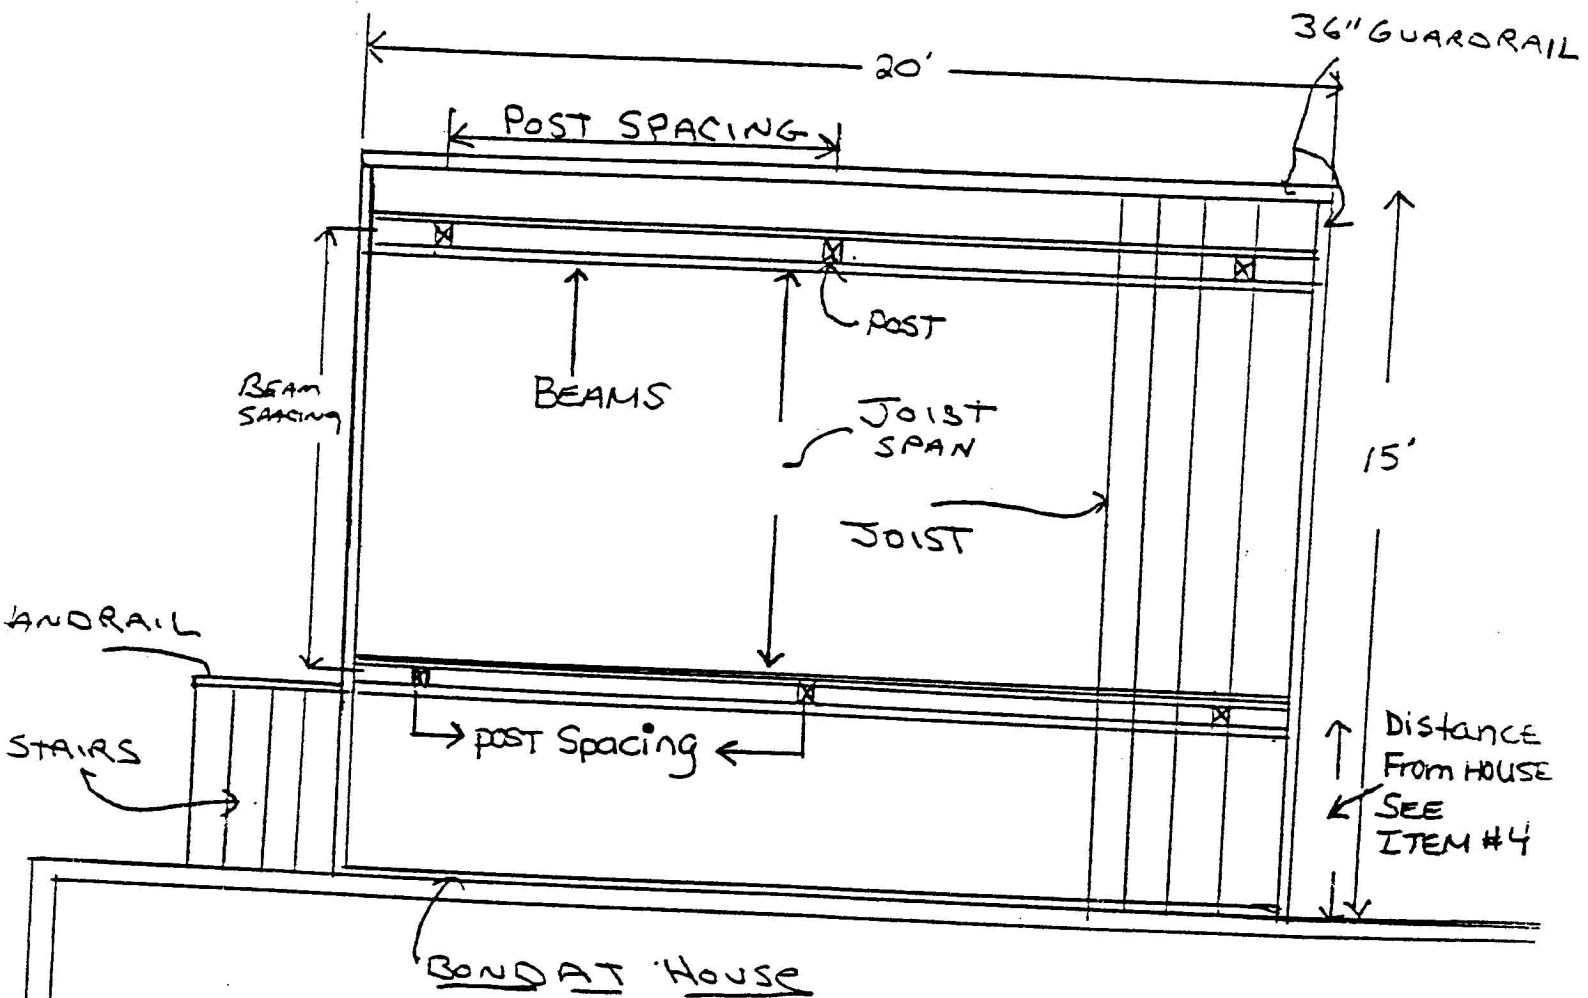 36" GUARDRAIL
20'
POST SPACING
POST
BEAMS
BEAM
SPACING
JOIST
SPAN
15'
JOIST
ANDRAIL
STAIRS
POST Spacing
Distance
From HOUSE
SEE
ITEM #4
BOND AT House